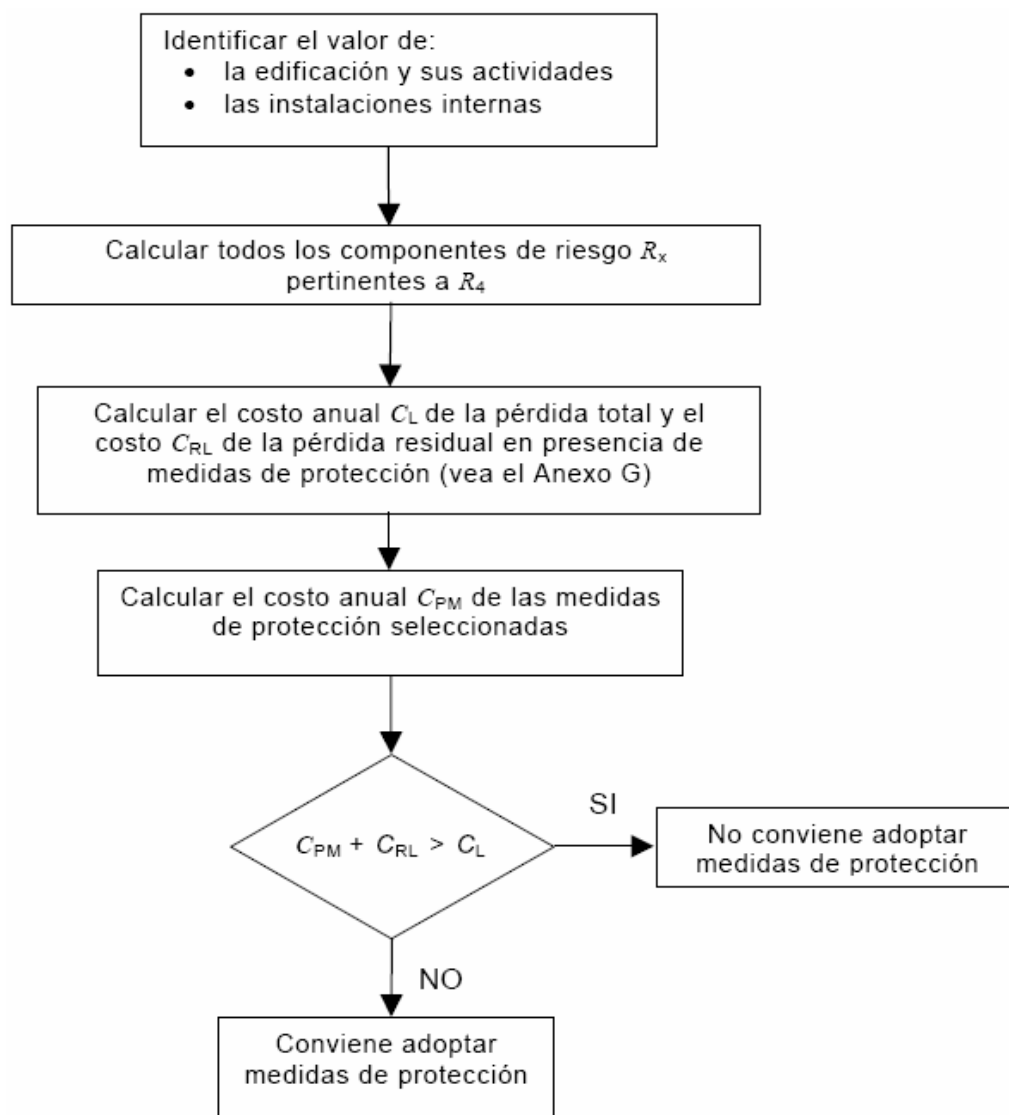 Identificar el valor de:
• la edificación y sus actividades
• las instalaciones internas
Calcular todos los componentes de riesgo Rx
pertinentes a R4
Calcular el costo anual CL de la pérdida total y el
costo CRL de la pérdida residual en presencia de
medidas de protección (vea el Anexo G)
Calcular el costo anual CPM de las medidas
de protección seleccionadas
CPM + CRL > CL
SI
No conviene adoptar
medidas de protección
NO
Conviene adoptar
medidas de protección